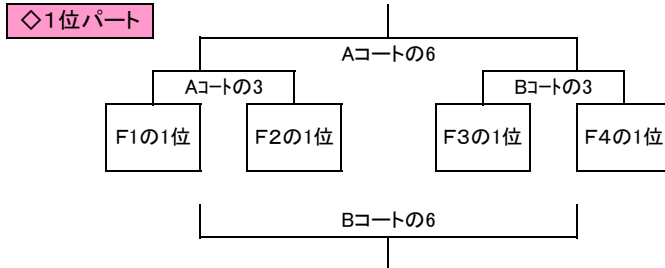 ◇1位パート
Aコートの6
Aコートの3
Bコートの3
F1の1位
F2の1位
F3の1位
F4の1位
Bコートの6